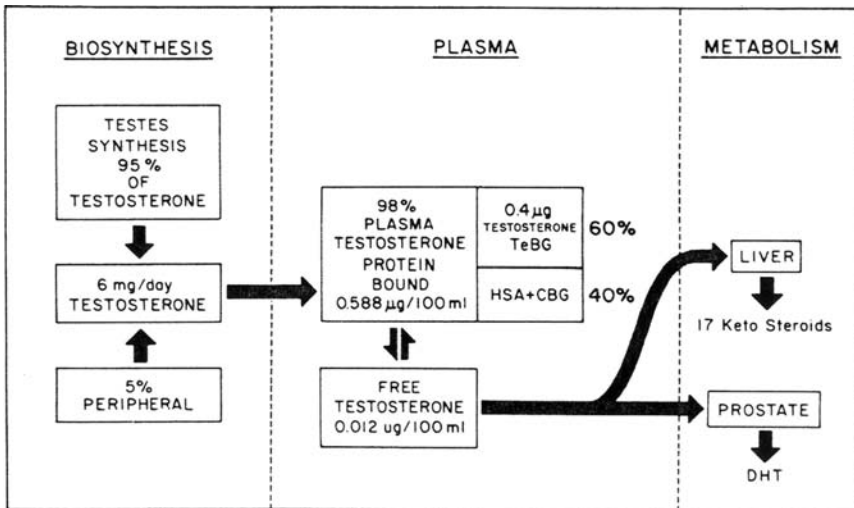 BIOSYNTHESIS
TESTES
SYNTHESIS
95%
OF
TESTOSTERONE
6 mg/day
TESTOSTERONE
5%
PERIPHERAL
PLASMA
98%
PLASMA
TESTOSTERONE
PROTEIN
BOUND
0.588 µg/100 ml
0.4 µg
TESTOSTERONE
TeBG
60%
HSA+CBG
40%
FREE
TESTOSTERONE
0.012 ug/100 ml
METABOLISM
LIVER
17 Keto Steroids
PROSTATE
DHT